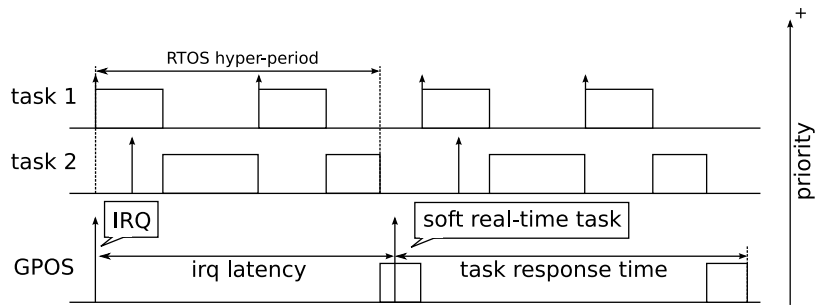 +
RTOS hyper-period
task 1
task 2
priority
IRQ
soft real-time task
GPOS
irq latency
task response time